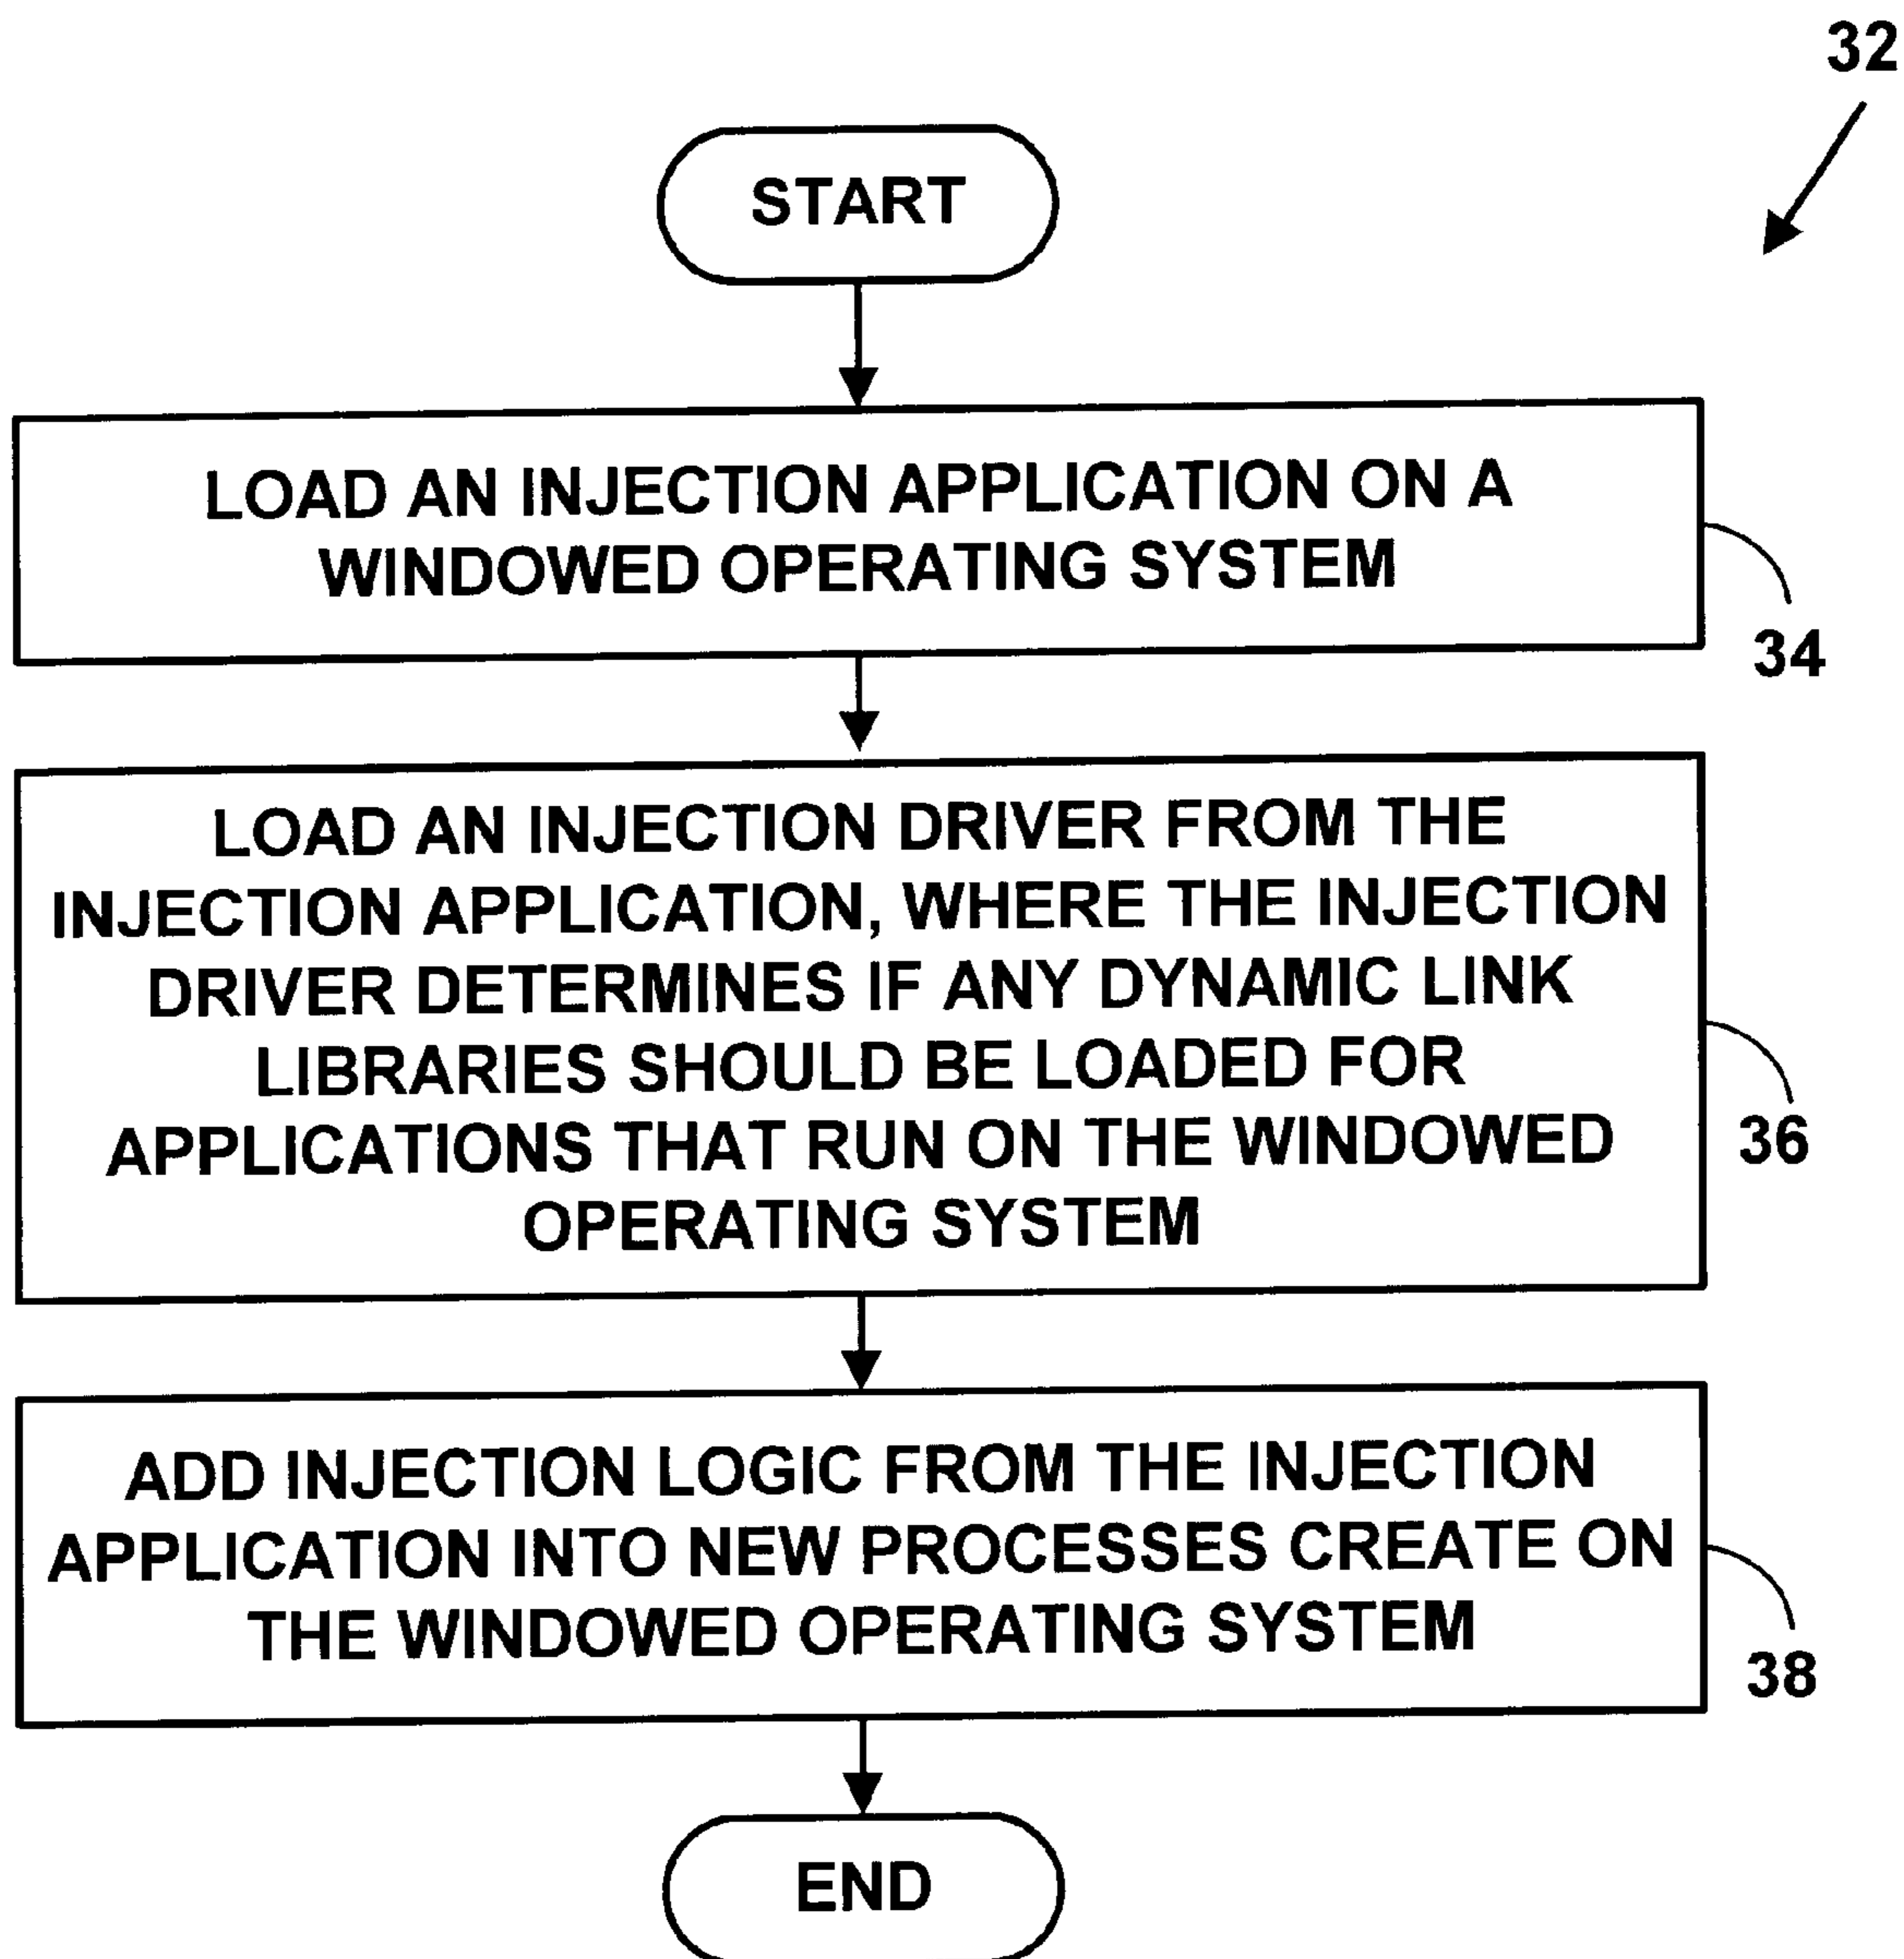 32
START
LOAD AN INJECTION APPLICATION ON A
WINDOWED OPERATING SYSTEM
34
LOAD AN INJECTION DRIVER FROM THE
INJECTION APPLICATION, WHERE THE INJECTION
DRIVER DETERMINES IF ANY DYNAMIC LINK
LIBRARIES SHOULD BE LOADED FOR
APPLICATIONS THAT RUN ON THE WINDOWED
OPERATING SYSTEM
36
ADD INJECTION LOGIC FROM THE INJECTION
APPLICATION INTO NEW PROCESSES CREATE ON
THE WINDOWED OPERATING SYSTEM
38
END